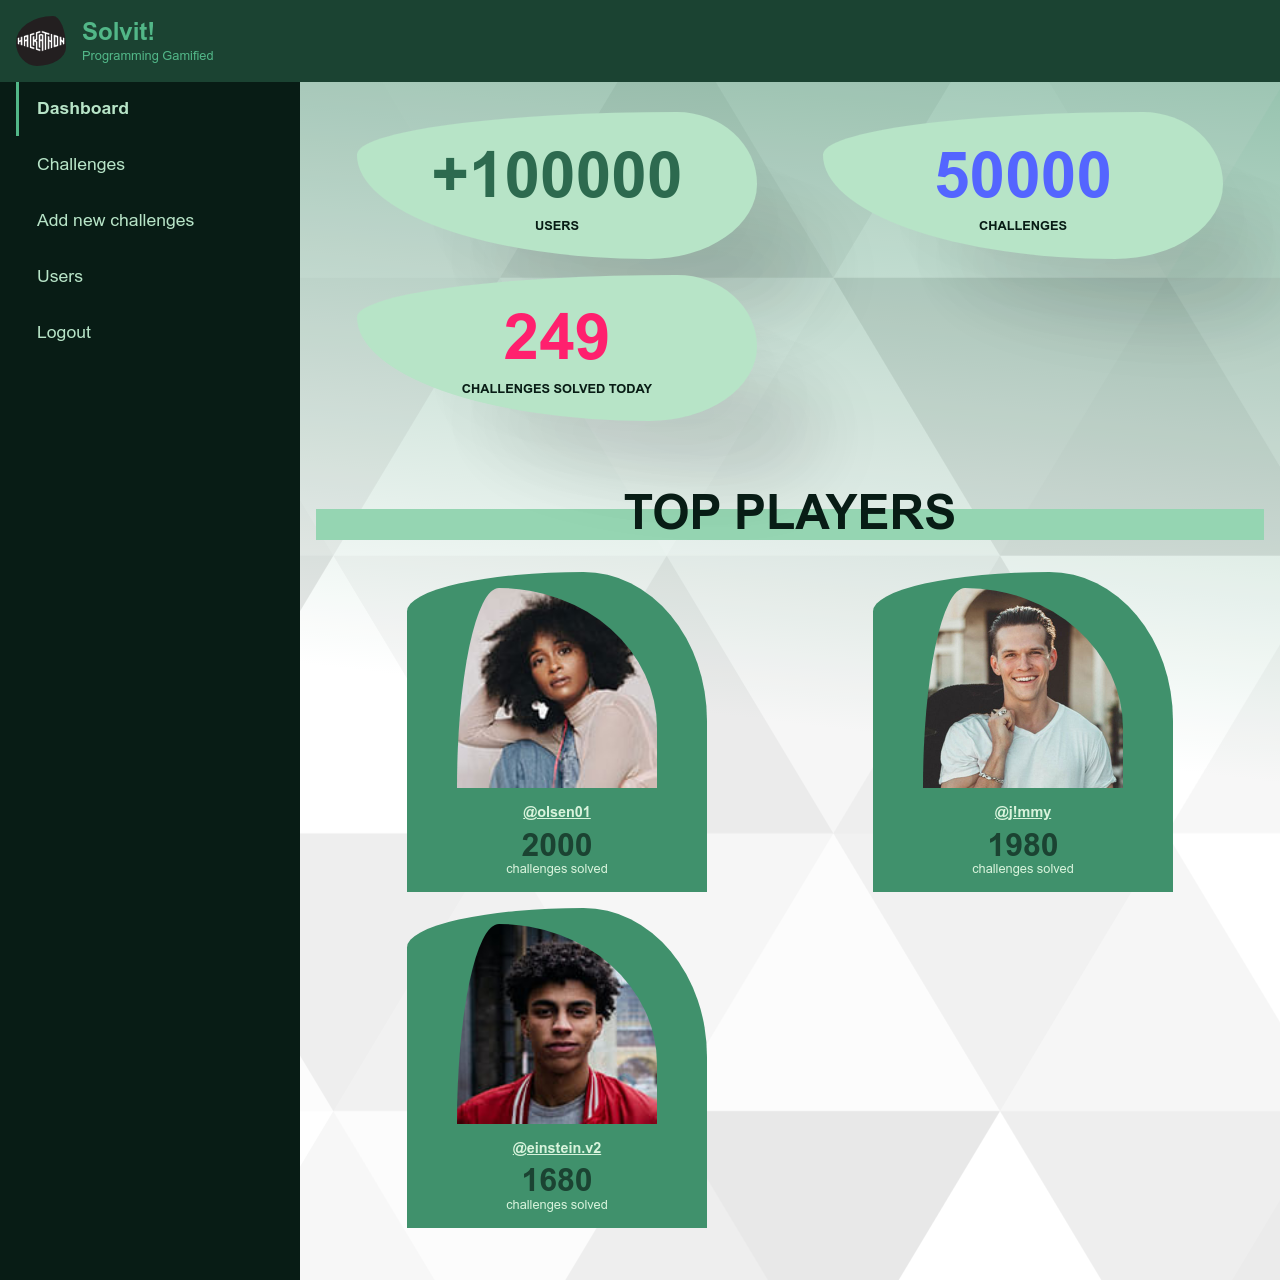 HACKATHON
Solvit!
Programming Gamified
Dashboard
Challenges
Add new challenges
Users
Logout
+100000
USERS
50000
CHALLENGES
249
CHALLENGES SOLVED TODAY
TOP PLAYERS
@olsen01
2000
challenges solved
@j!mmy
1980
challenges solved
@einstein.v2
1680
challenges solved